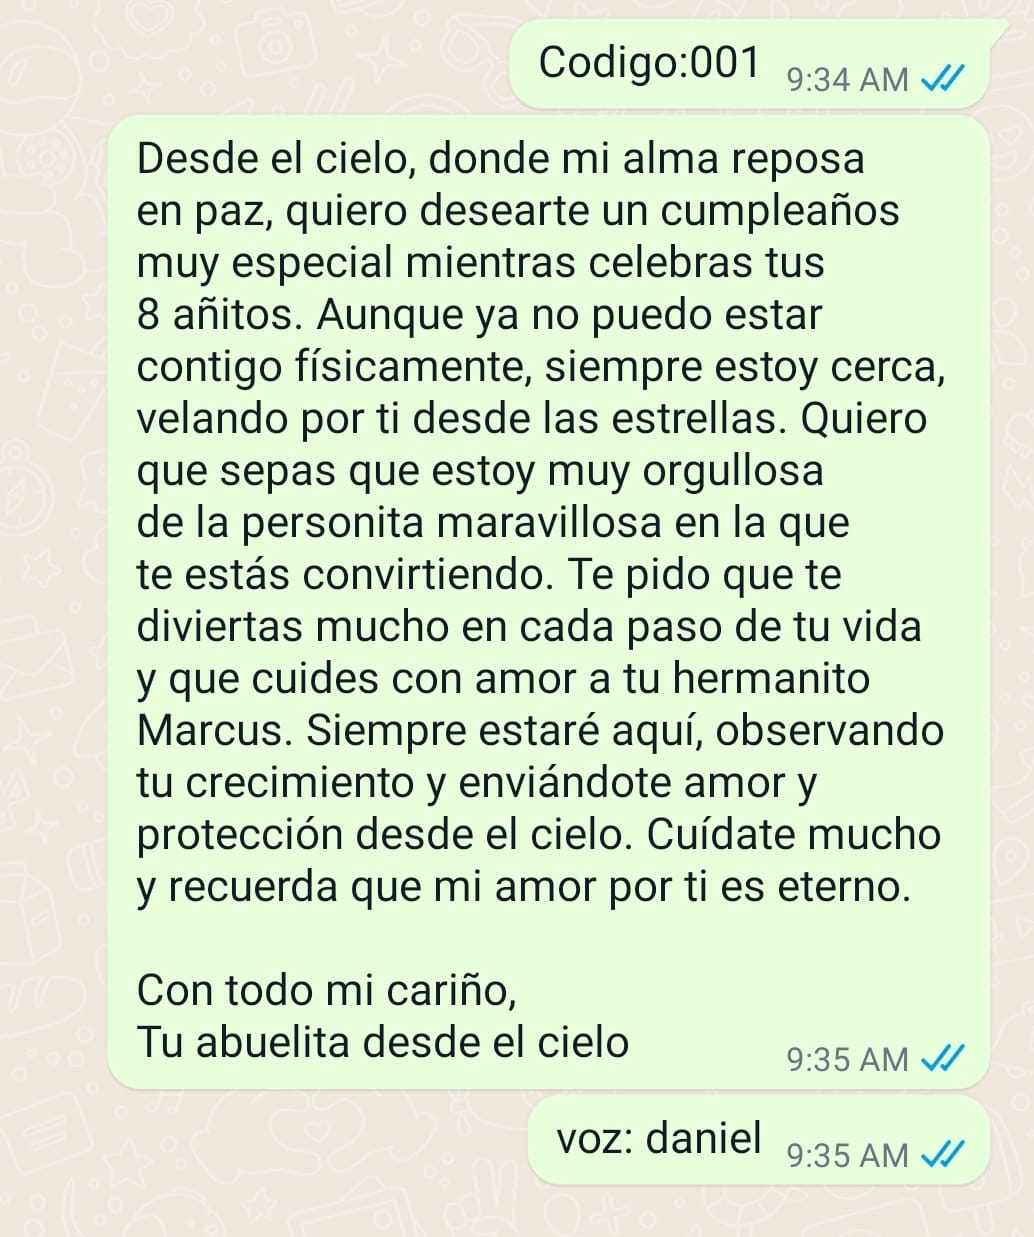 Codigo:001
9:34 AM
Desde el cielo, donde mi alma reposa
en paz, quiero desearte un cumpleaños
muy especial mientras celebras tus
8 añitos. Aunque ya no puedo estar
contigo físicamente, siempre estoy cerca,
velando por ti desde las estrellas. Quiero
que sepas que estoy muy orgullosa
de la personita maravillosa en la que
te estás convirtiendo. Te pido que te
diviertas mucho en cada paso de tu vida
y que cuides con amor a tu hermanito
Marcus. Siempre estaré aquí, observando
tu crecimiento y enviándote amor y
protección desde el cielo. Cuídate mucho
y recuerda que mi amor por ti es eterno.
Con todo mi cariño,
Tu abuelita desde el cielo
9:35 AM
voz: daniel
9:35 AM